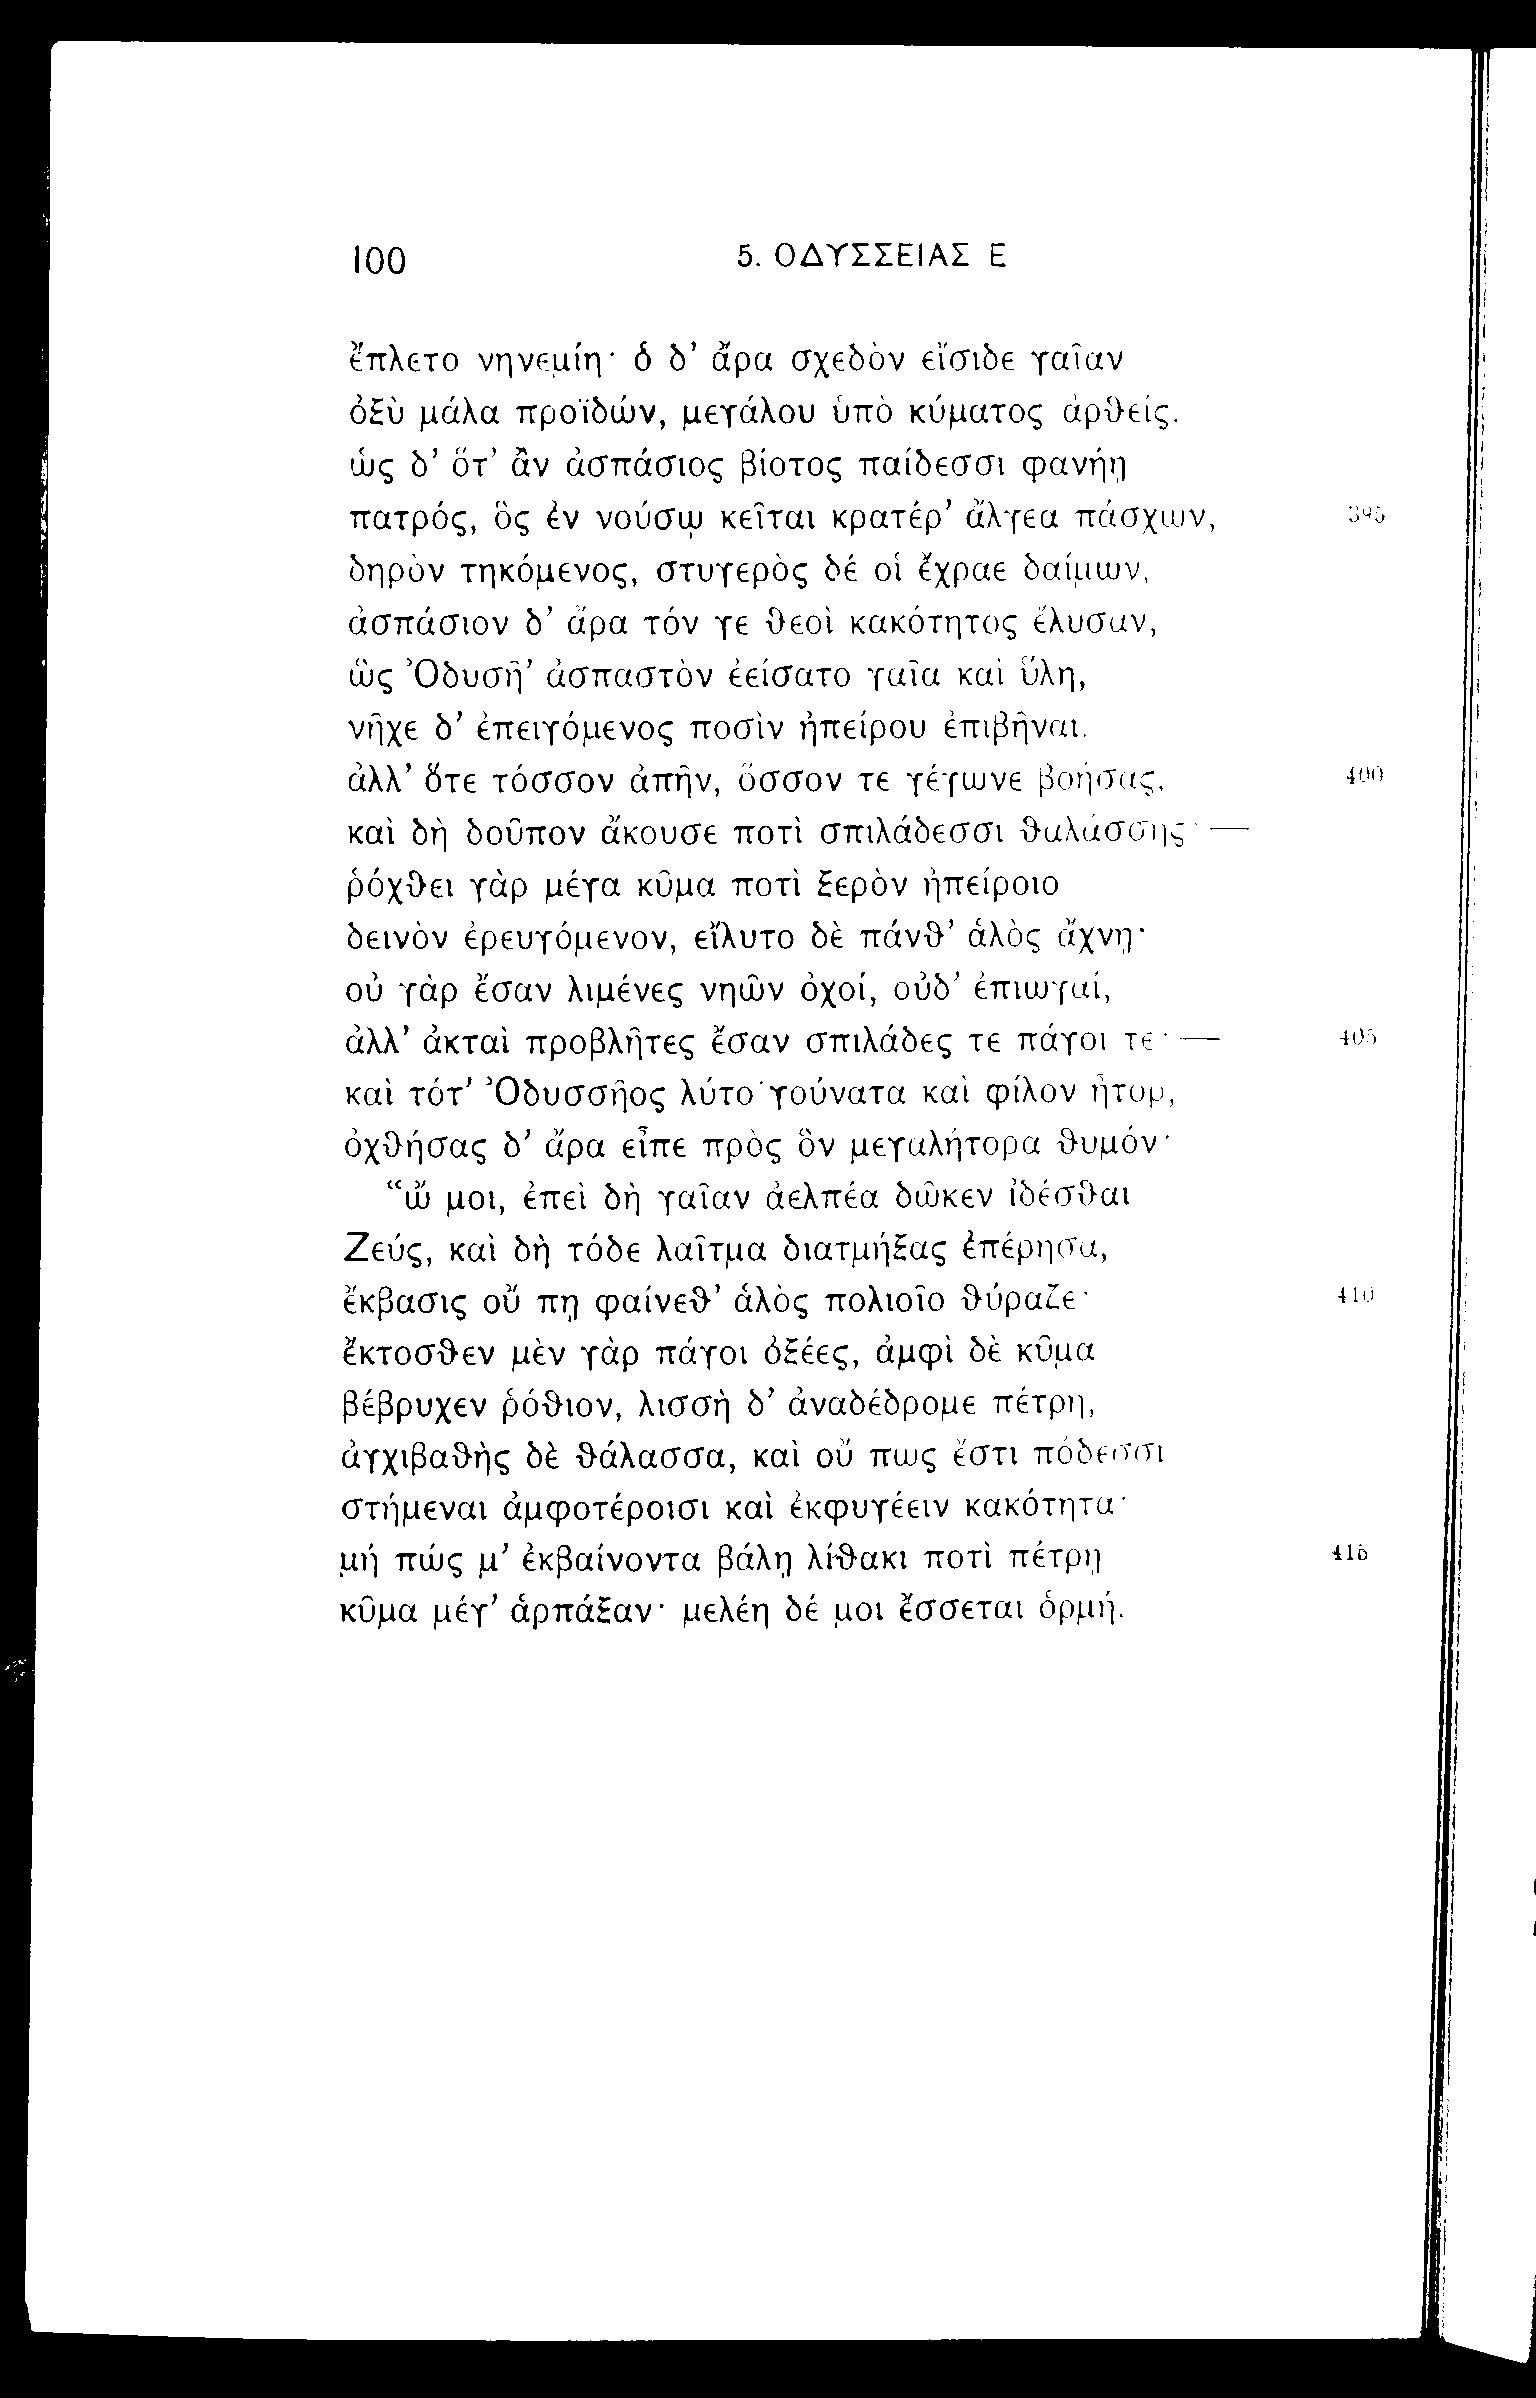 100 5. ΟΔΥΣΣΕΙΑΣ Ε
ἔπλετο νηνεμίη· ὁ δ’ ἄρα σχεδὸν εἴσιδε γαῖαν
ὀξὺ μάλα προϊδών, μεγάλου ὑπὸ κύματος ἀρθείς.
ὡς δ’ ὅτ’ ἂν ἀσπάσιος βίοτος παίδεσσι φανήῃ
πατρός, ὃς ἐν νούσῳ κεῖται κρατέρ’ ἄλγεα πάσχων, 395
δηρὸν τηκόμενος, στυγερὸς δέ οἱ ἔχραε δαίμων,
ἀσπάσιον δ’ ἄρα τόν γε θεοὶ κακότητος ἔλυσαν,
ὣς Ὀδυσῆ’ ἀσπαστὸν ἐείσατο γαῖα καὶ ὕλη,
νῆχε δ’ ἐπειγόμενος ποσὶν ἠπείρου ἐπιβῆναι.
ἀλλ’ ὅτε τόσσον ἀπῆν, ὅσσον τε γέγωνε βοήσας, 400
καὶ δὴ δοῦπον ἄκουσε ποτὶ σπιλάδεσσι θαλάσσης· —
ῥόχθει γὰρ μέγα κῦμα ποτὶ ξερὸν ἠπείροιο
δεινὸν ἐρευγόμενον, εἴλυτο δὲ πάνθ’ ἁλὸς ἄχνῃ·
οὐ γὰρ ἔσαν λιμένες νηῶν ὀχοί, οὐδ’ ἐπιωγαί,
ἀλλ’ ἀκταὶ προβλῆτες ἔσαν σπιλάδες τε πάγοι τε· — 405
καὶ τότ’ Ὀδυσσῆος λύτο γούνατα καὶ φίλον ἦτορ,
ὀχθήσας δ’ ἄρα εἶπε πρὸς ὃν μεγαλήτορα θυμόν·
“ὤ μοι, ἐπεὶ δὴ γαῖαν ἀελπέα δῶκεν ἰδέσθαι
Ζεύς, καὶ δὴ τόδε λαῖτμα διατμήξας ἐπέρησα,
ἔκβασις οὔ πῃ φαίνεθ’ ἁλὸς πολιοῖο θύραζε· 410
ἔκτοσθεν μὲν γὰρ πάγοι ὀξέες, ἀμφὶ δὲ κῦμα
βέβρυχεν ῥόθιον, λισσὴ δ’ ἀναδέδρομε πέτρη,
ἀγχιβαθὴς δὲ θάλασσα, καὶ οὔ πως ἔστι πόδεσσι
στήμεναι ἀμφοτέροισι καὶ ἐκφυγέειν κακότητα·
μή πώς μ’ ἐκβαίνοντα βάλῃ λίθακι ποτὶ πέτρῃ 415
κῦμα μέγ’ ἁρπάξαν· μελέη δέ μοι ἔσσεται ὁρμή.